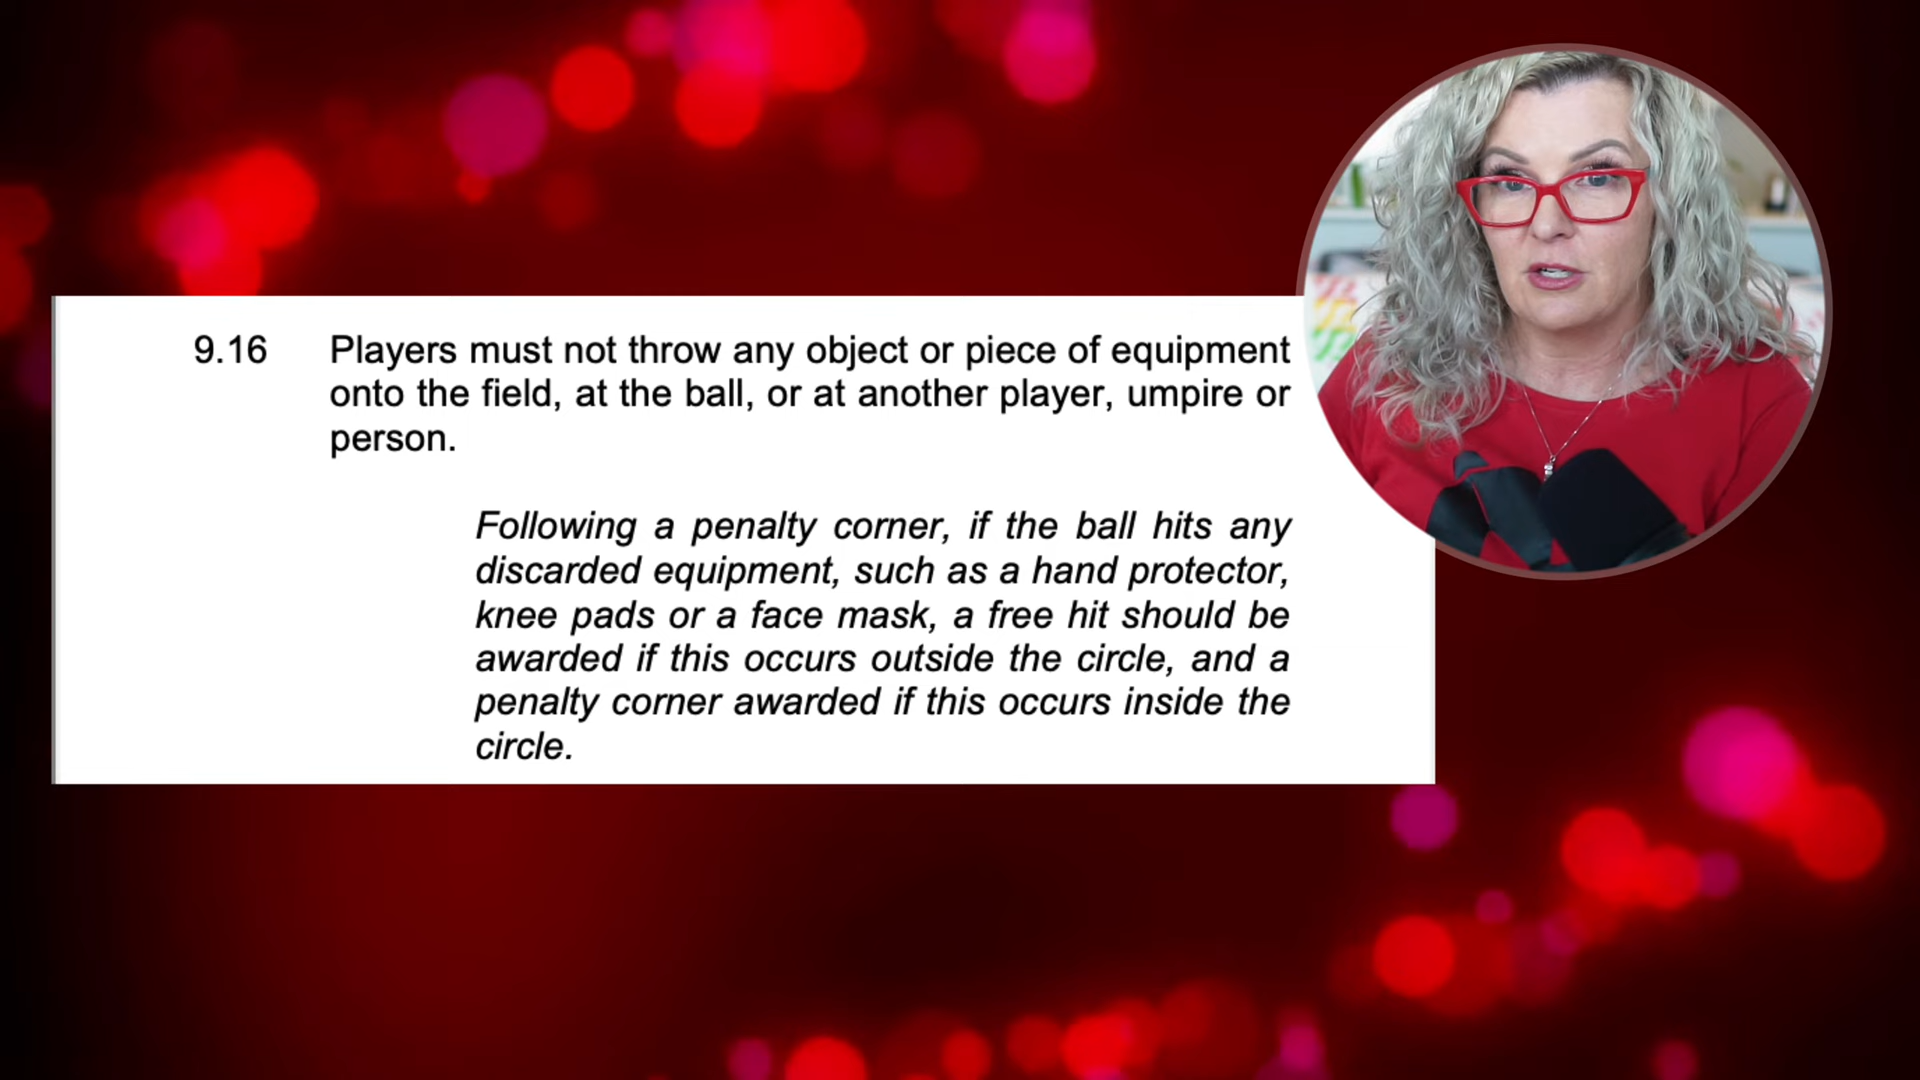 9.16 Players must not throw any object or piece of equipment
onto the field, at the ball, or at another player, umpire or
person.
Following a penalty corner, if the ball hits any
discarded equipment, such as a hand protector,
knee pads or a face mask, a free hit should be
awarded if this occurs outside the circle, and a
penalty corner awarded if this occurs inside the
circle.